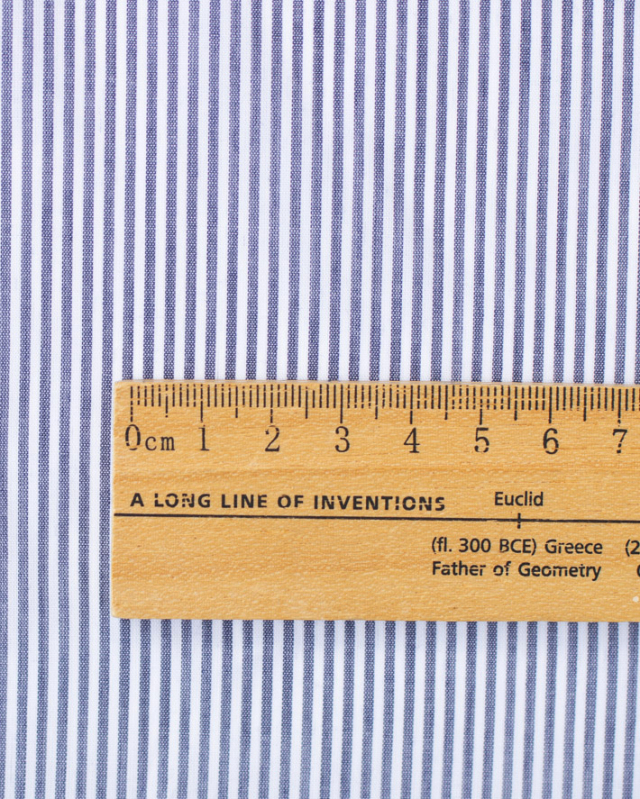 0cm 1 2 3 4 5 6 7
A LONG LINE OF INVENTIONS
Euclid
(fl. 300 BCE) Greece (2
Father of Geometry